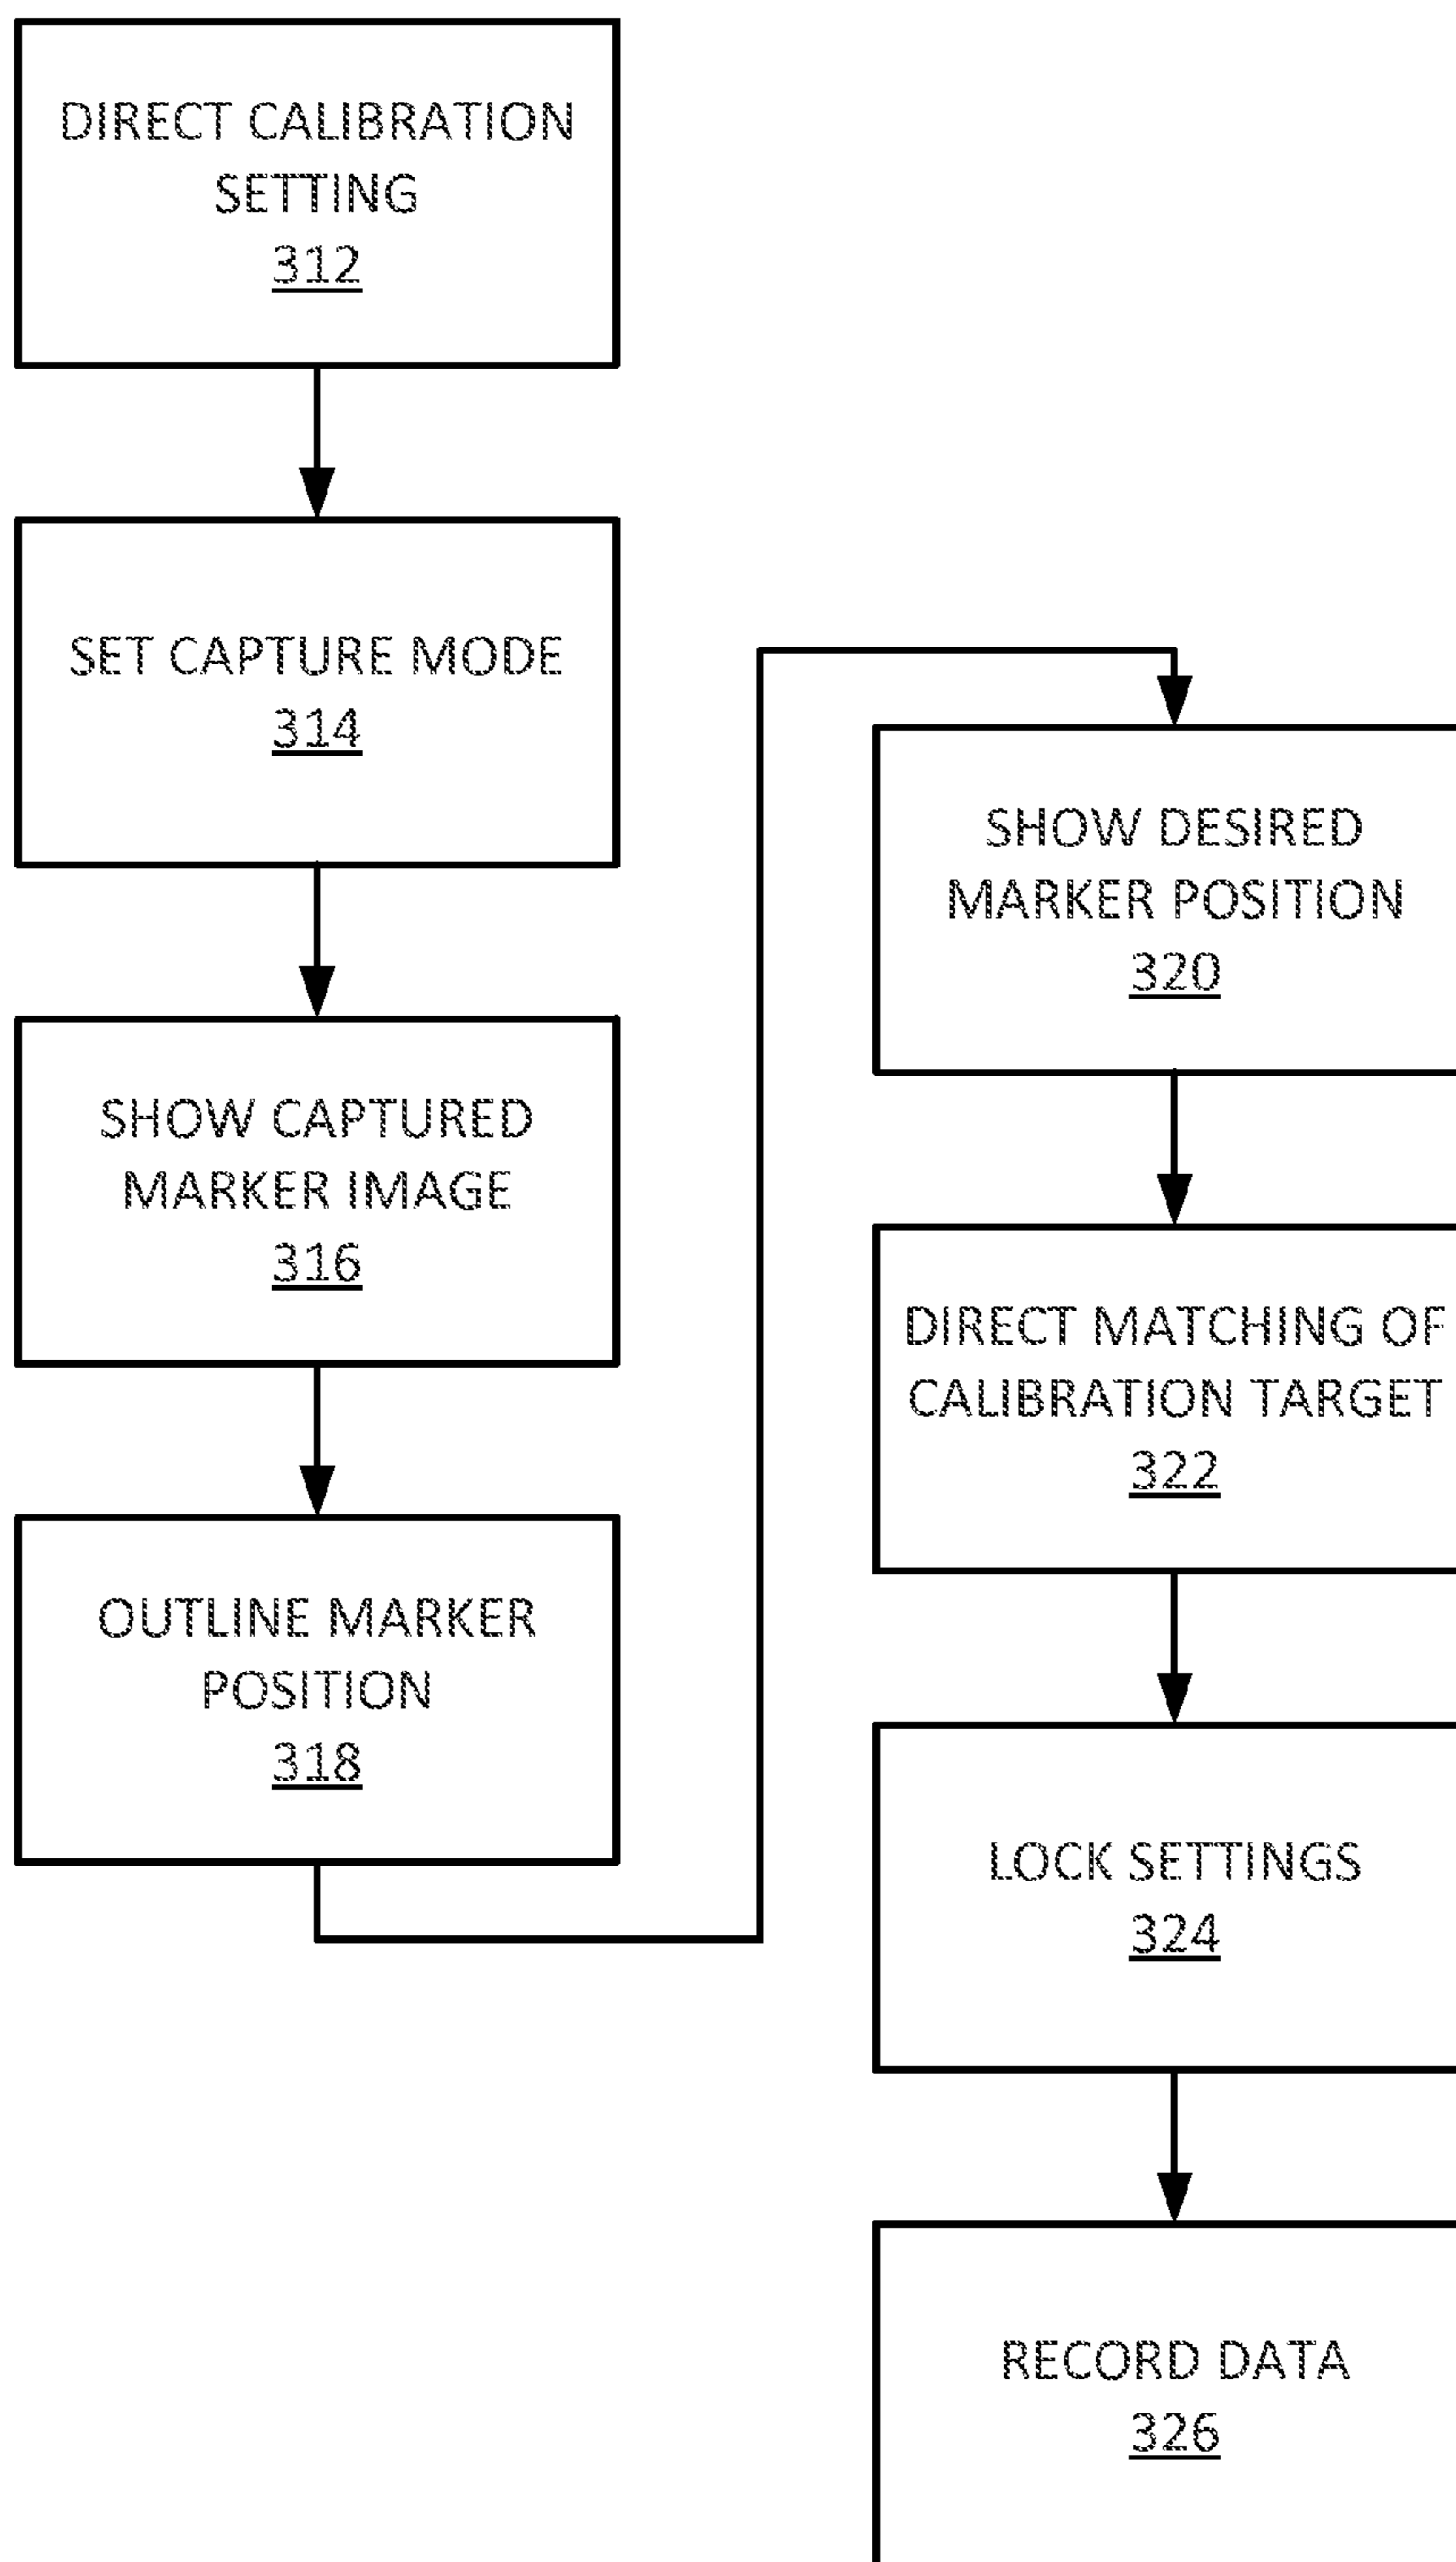 DIRECT CALIBRATION
SETTING
312
SET CAPTURE MODE
314
SHOW CAPTURED
MARKER IMAGE
316
OUTLINE MARKER
POSITION
318
SHOW DESIRED
MARKER POSITION
320
DIRECT MATCHING OF
CALIBRATION TARGET
322
LOCK SETTINGS
324
RECORD DATA
326